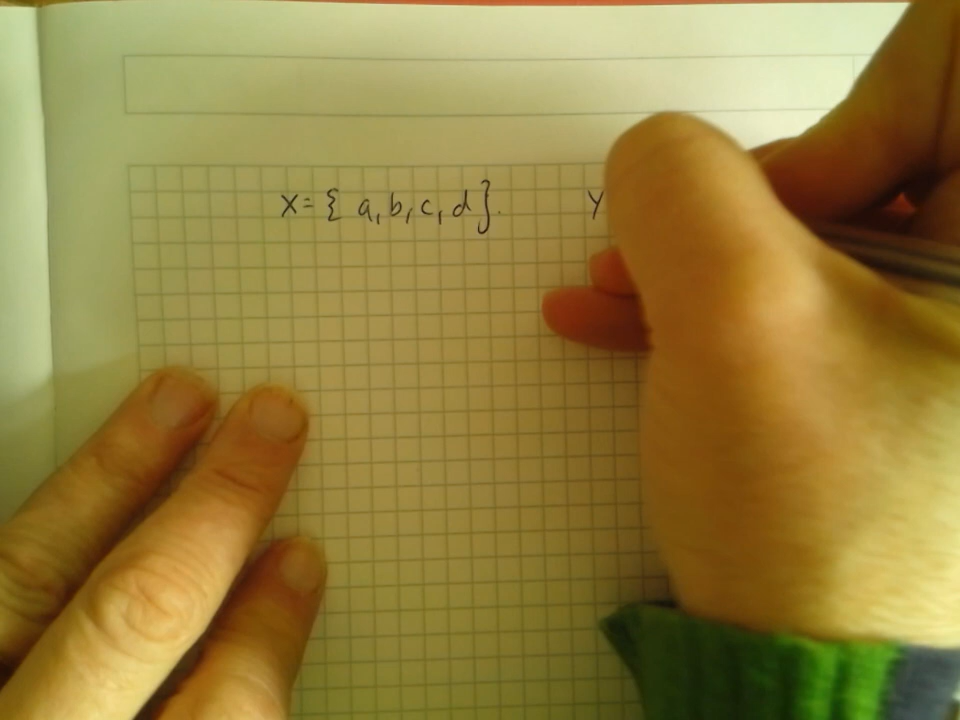 X = { a, b, c, d }. Y